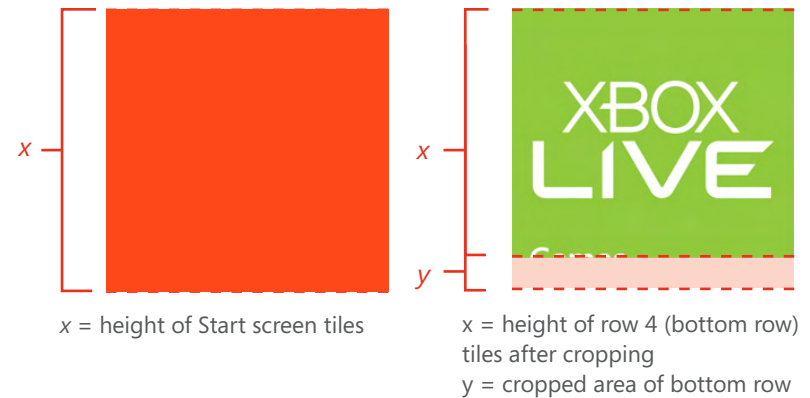 x
x = height of Start screen tiles
XBOX
LIVE
x
y
x = height of row 4 (bottom row)
tiles after cropping
y = cropped area of bottom row